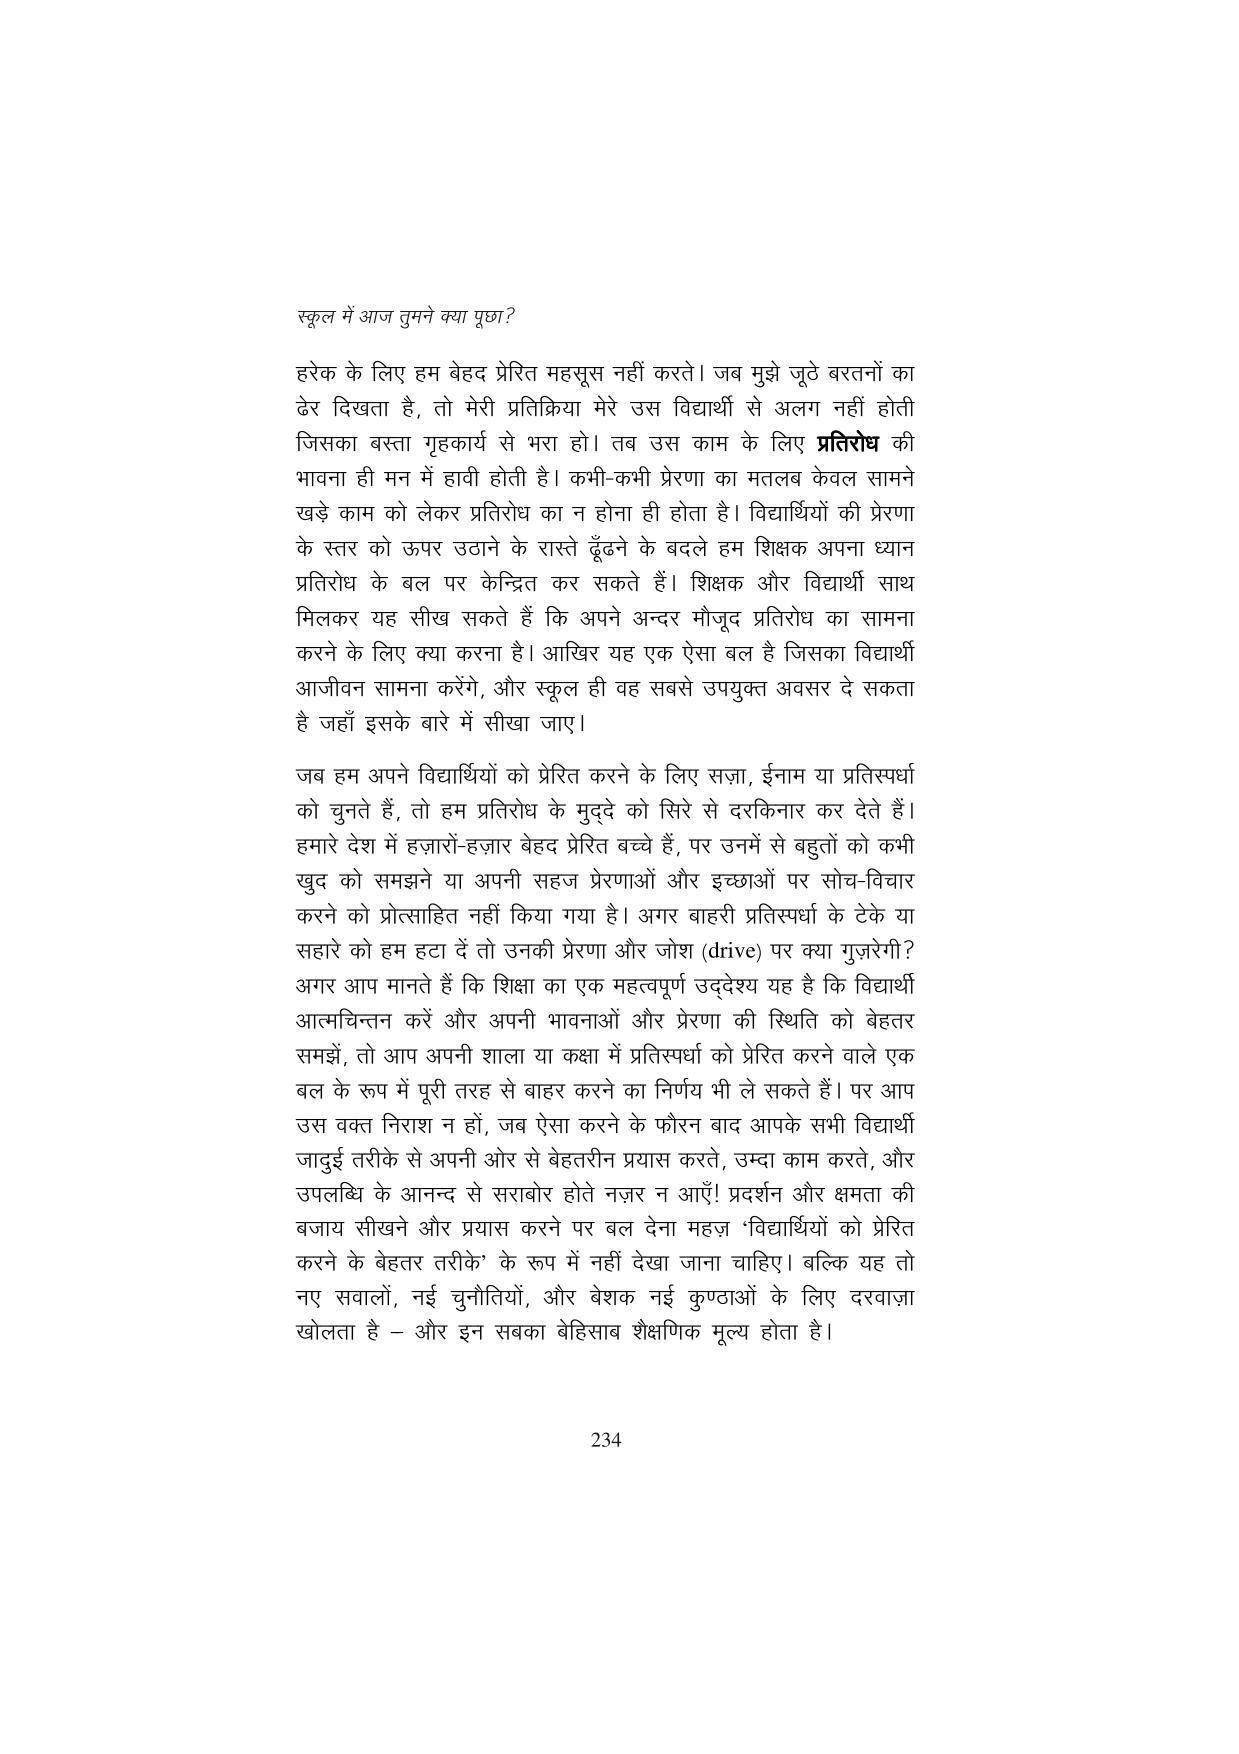 स्कूल में आज तुमने क्या पूछा?
हरेक के लिए हम बेहद प्रेरित महसूस नहीं करते। जब मुझे जूठे बरतनों का
ढेर दिखता है, तो मेरी प्रतिक्रिया मेरे उस विद्यार्थी से अलग नहीं होती
जिसका बस्ता गृहकार्य से भरा हो। तब उस काम के लिए प्रतिरोध की
भावना ही मन में हावी होती है। कभी-कभी प्रेरणा का मतलब केवल सामने
खड़े काम को लेकर प्रतिरोध का न होना ही होता है। विद्यार्थियों की प्रेरणा
के स्तर को ऊपर उठाने के रास्ते ढूँढने के बदले हम शिक्षक अपना ध्यान
प्रतिरोध के बल पर केन्द्रित कर सकते हैं। शिक्षक और विद्यार्थी साथ
मिलकर यह सीख सकते हैं कि अपने अन्दर मौजूद प्रतिरोध का सामना
करने के लिए क्या करना है। आखिर यह एक ऐसा बल है जिसका विद्यार्थी
आजीवन सामना करेंगे, और स्कूल ही वह सबसे उपयुक्त अवसर दे सकता
है जहाँ इसके बारे में सीखा जाए।
जब हम अपने विद्यार्थियों को प्रेरित करने के लिए सज़ा, ईनाम या प्रतिस्पर्धा
को चुनते हैं, तो हम प्रतिरोध के मुद्‌दे को सिरे से दरकिनार कर देते हैं।
हमारे देश में हज़ारों-हज़ार बेहद प्रेरित बच्चे हैं, पर उनमें से बहुतों को कभी
खुद को समझने या अपनी सहज प्रेरणाओं और इच्छाओं पर सोच-विचार
करने को प्रोत्साहित नहीं किया गया है। अगर बाहरी प्रतिस्पर्धा के टेके या
सहारे को हम हटा दें तो उनकी प्रेरणा और जोश (drive) पर क्या गुज़रेगी?
अगर आप मानते हैं कि शिक्षा का एक महत्वपूर्ण उद्‌देश्य यह है कि विद्यार्थी
आत्मचिन्तन करें और अपनी भावनाओं और प्रेरणा की स्थिति को बेहतर
समझें, तो आप अपनी शाला या कक्षा में प्रतिस्पर्धा को प्रेरित करने वाले एक
बल के रूप में पूरी तरह से बाहर करने का निर्णय भी ले सकते हैं। पर आप
उस वक्त निराश न हों, जब ऐसा करने के फौरन बाद आपके सभी विद्यार्थी
जादुई तरीके से अपनी ओर से बेहतरीन प्रयास करते, उम्दा काम करते, और
उपलब्धि के आनन्द से सराबोर होते नज़र न आएँ! प्रदर्शन और क्षमता की
बजाय सीखने और प्रयास करने पर बल देना महज़ ‘विद्यार्थियों को प्रेरित
करने के बेहतर तरीके’ के रूप में नहीं देखा जाना चाहिए। बल्कि यह तो
नए सवालों, नई चुनौतियों, और बेशक नई कुण्ठाओं के लिए दरवाज़ा
खोलता है – और इन सबका बेहिसाब शैक्षणिक मूल्य होता है।
234